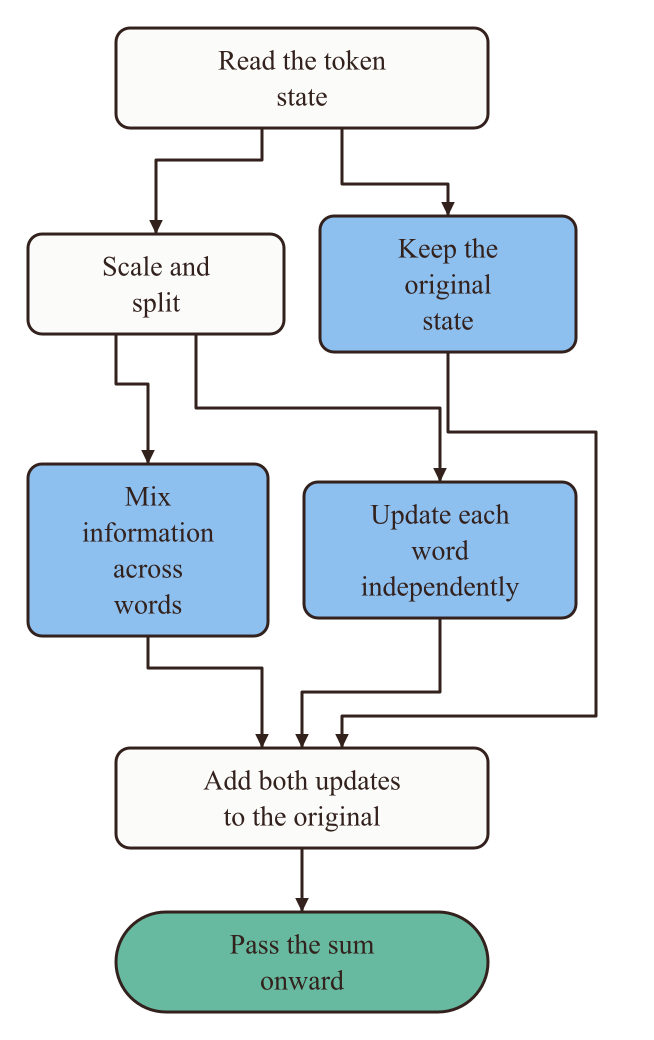 Read the token
state
Scale and
split
Keep the
original
state
Mix
information
across
words
Update each
word
independently
Add both updates
to the original
Pass the sum
onward